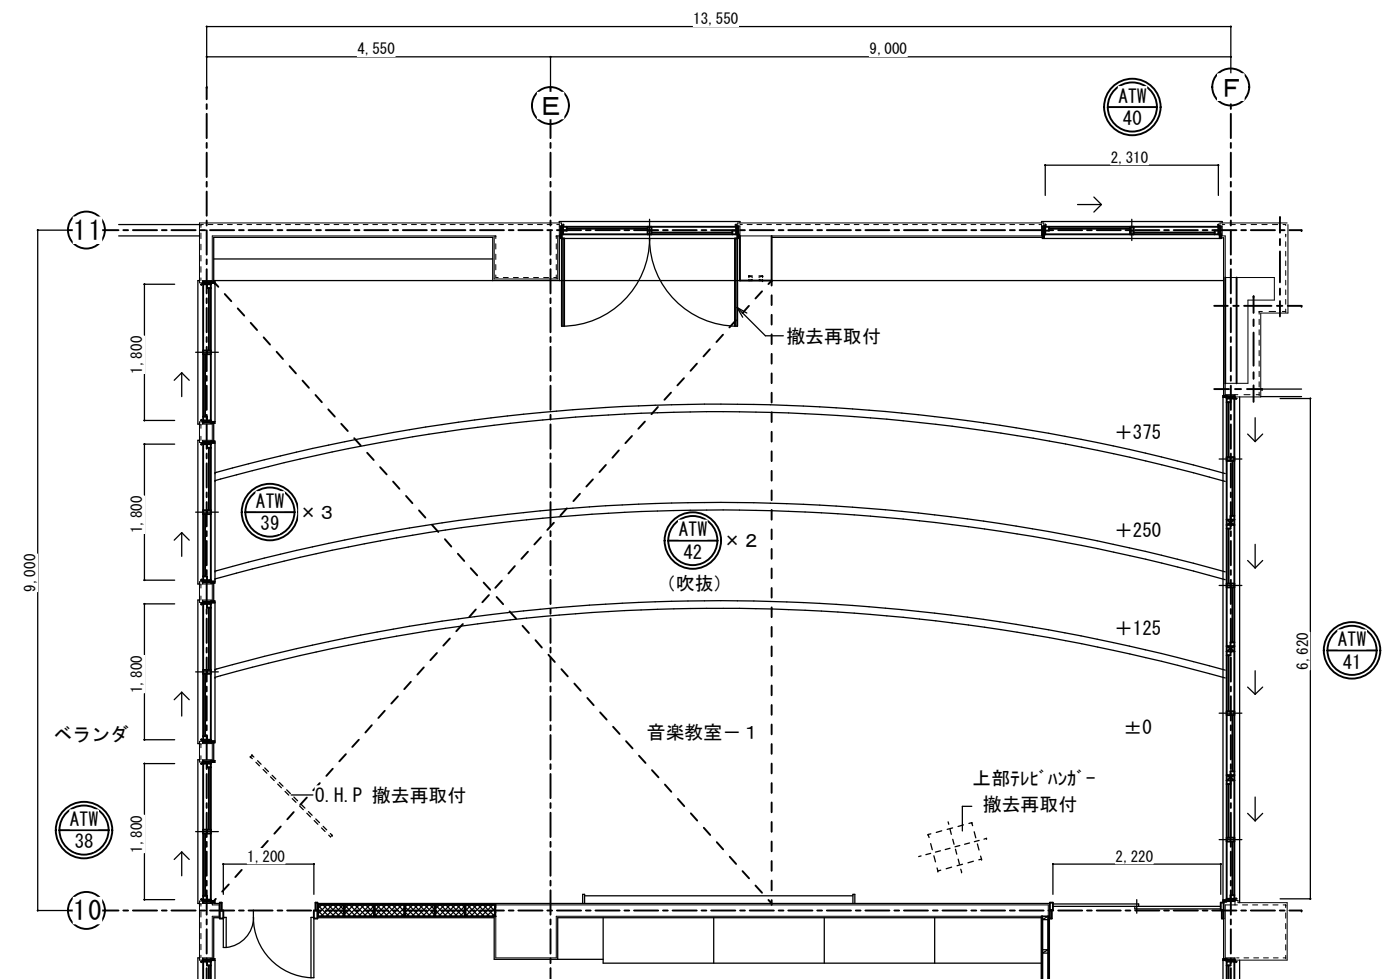 13,550
4,550
9,000
E
F
ATW
40
2,310
11
撤去再取付
1,800
+375
ATW
39
×3
1,800
+250
ATW
42
×2
(吹抜)
9,000
+125
1,800
6,620
ATW
41
ベランダ
音楽教室－1
±0
O.H.P 撤去再取付
上部テレビハンガー
撤去再取付
ATW
38
1,800
1,200
2,220
10